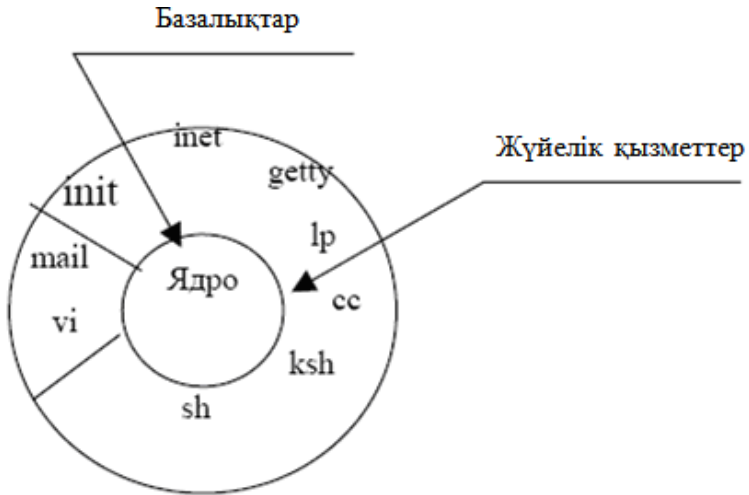 Базалықтар
inet
Жүйелік қызметтер
getty
init
lp
mail
Ядро
cc
vi
ksh
sh